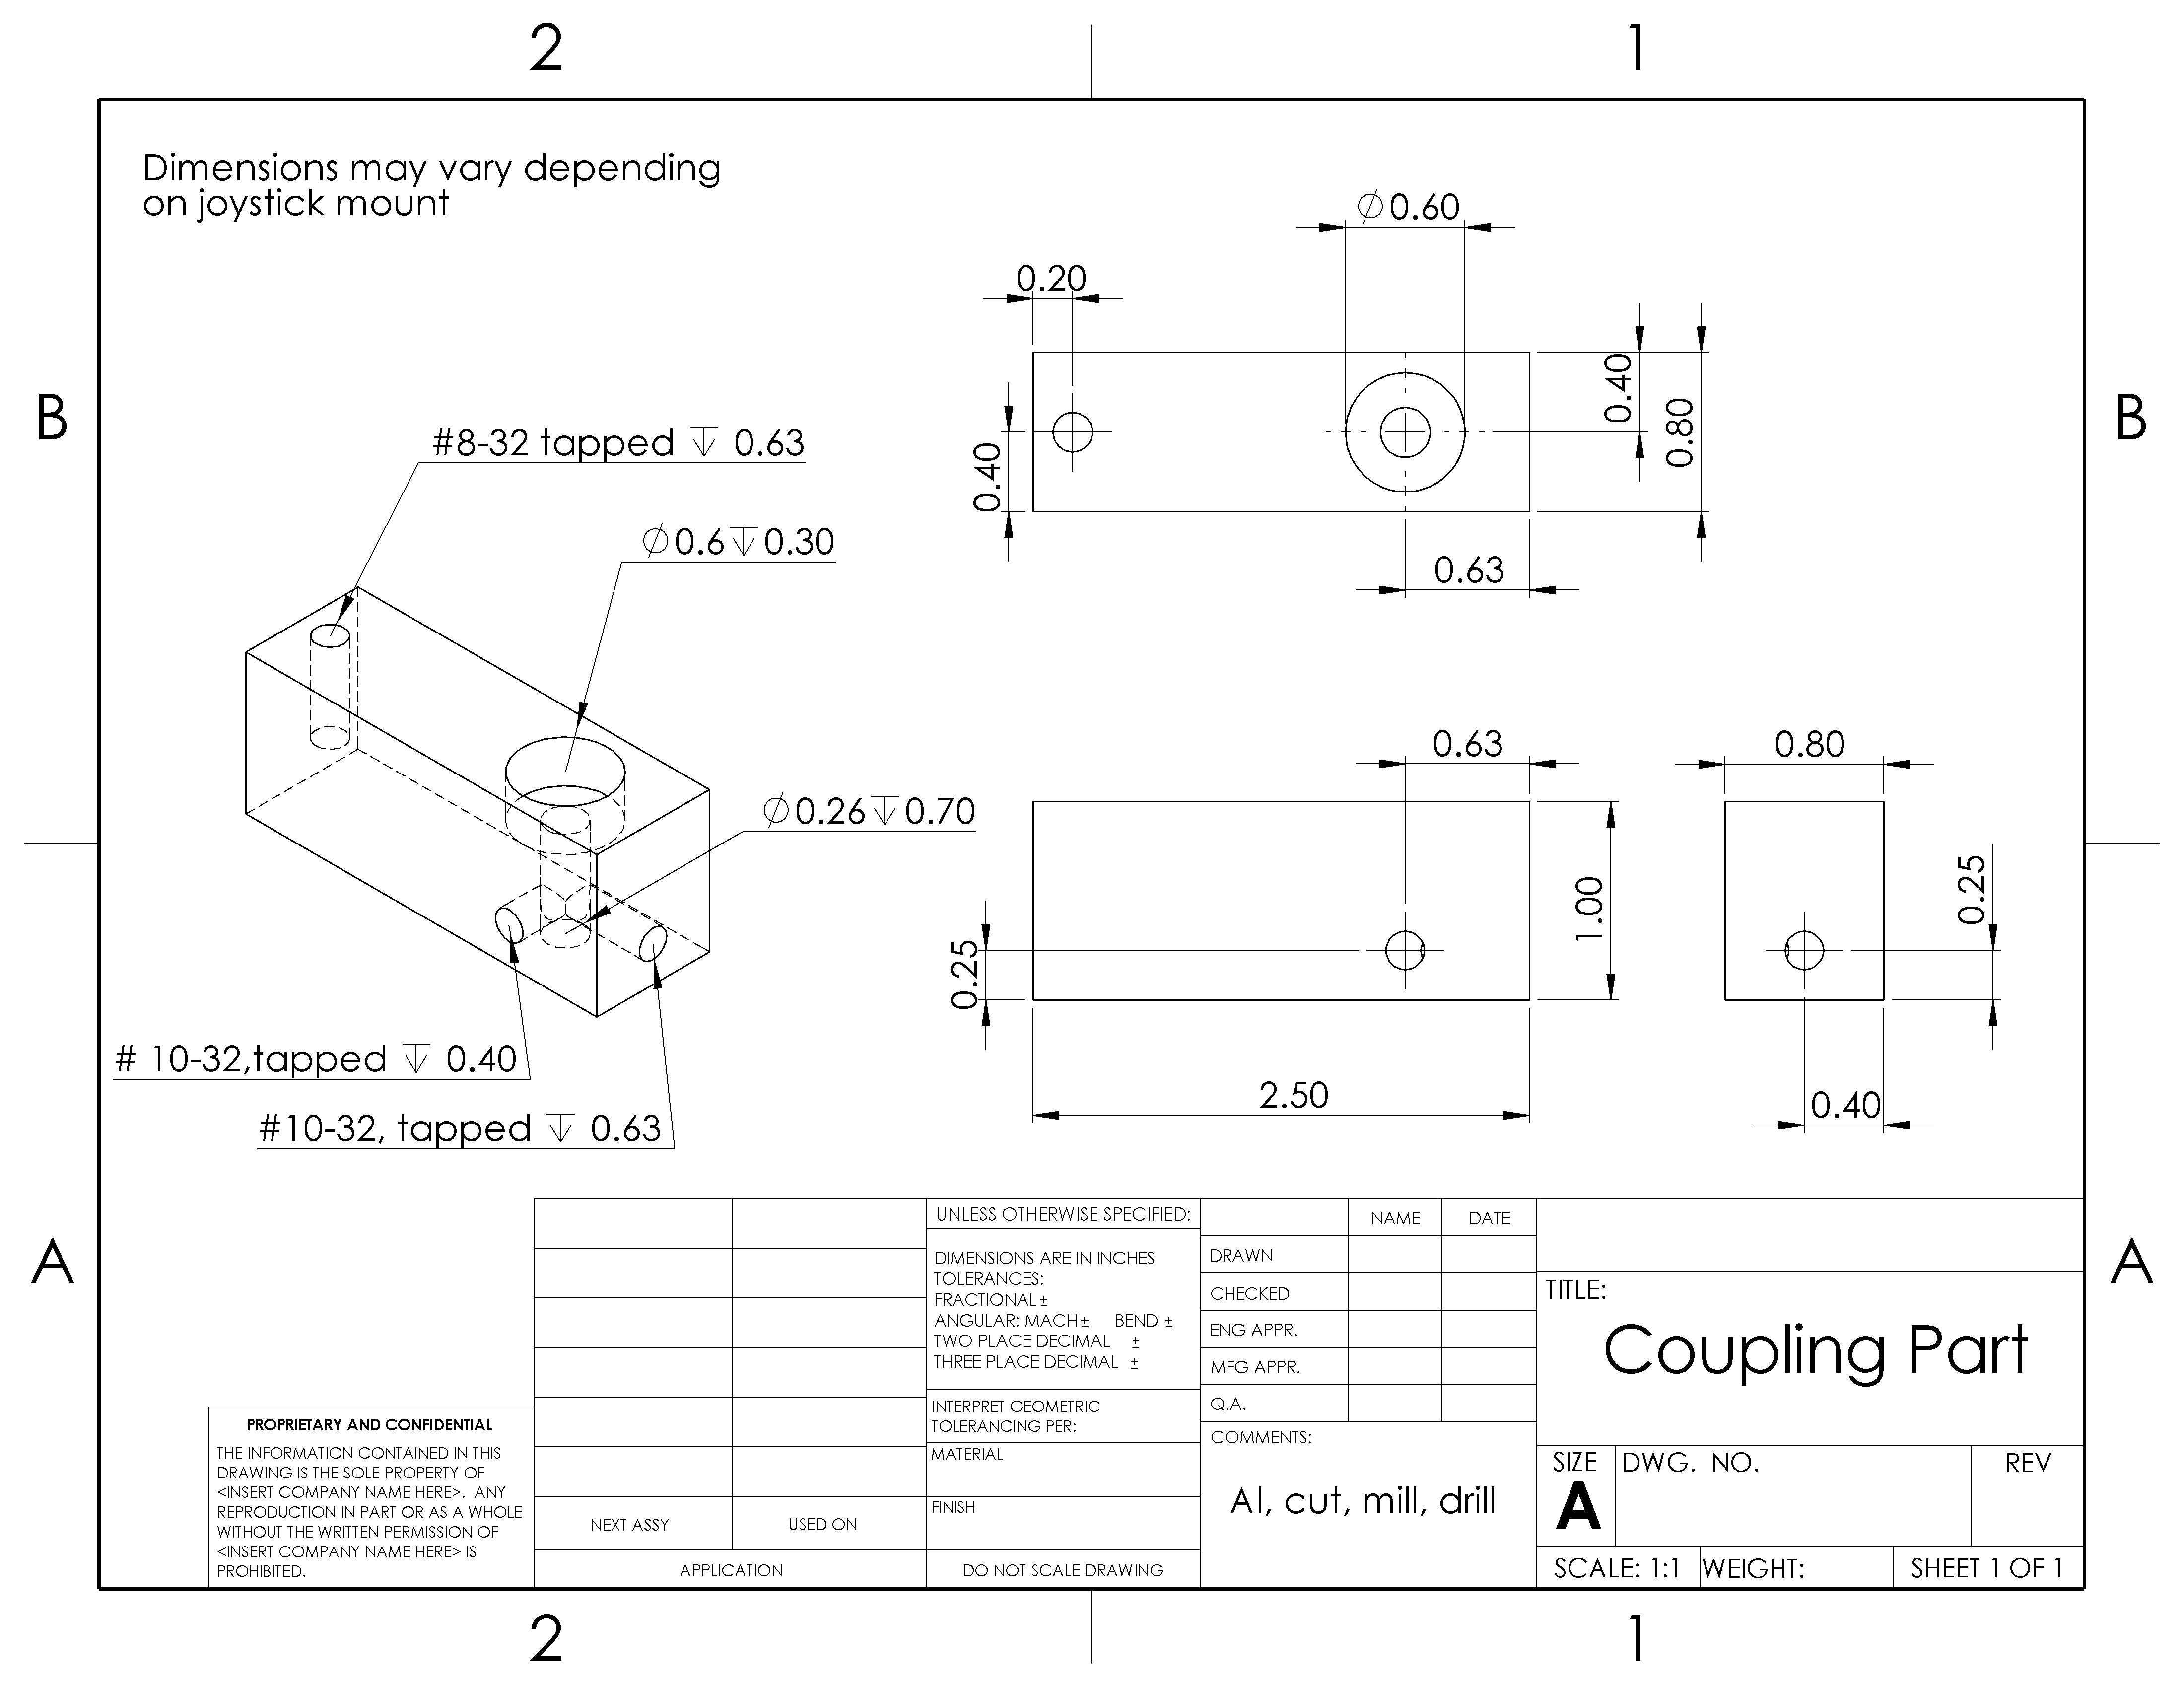 2
1
Dimensions may vary depending
on joystick mount
∅0.60
0.20
B
B
0.40
0.40
0.80
0.63
#8-32 tapped ↧ 0.63
∅0.6↧0.30
∅0.26↧0.70
# 10-32,tapped ↧ 0.40
#10-32, tapped ↧ 0.63
0.63
0.80
1.00
0.25
0.25
2.50
0.40
A
A
UNLESS OTHERWISE SPECIFIED:
DIMENSIONS ARE IN INCHES
TOLERANCES:
FRACTIONAL ±
ANGULAR: MACH ± BEND ±
TWO PLACE DECIMAL ±
THREE PLACE DECIMAL ±
INTERPRET GEOMETRIC
TOLERANCING PER:
MATERIAL
FINISH
DO NOT SCALE DRAWING
NAME DATE
DRAWN
CHECKED
ENG APPR.
MFG APPR.
Q.A.
COMMENTS:
Al, cut, mill, drill
TITLE:
Coupling Part
SIZE DWG. NO. REV
A
SCALE: 1:1 WEIGHT: SHEET 1 OF 1
PROPRIETARY AND CONFIDENTIAL
THE INFORMATION CONTAINED IN THIS
DRAWING IS THE SOLE PROPERTY OF
<INSERT COMPANY NAME HERE>. ANY
REPRODUCTION IN PART OR AS A WHOLE
WITHOUT THE WRITTEN PERMISSION OF
<INSERT COMPANY NAME HERE> IS
PROHIBITED.
NEXT ASSY USED ON
APPLICATION
2
1